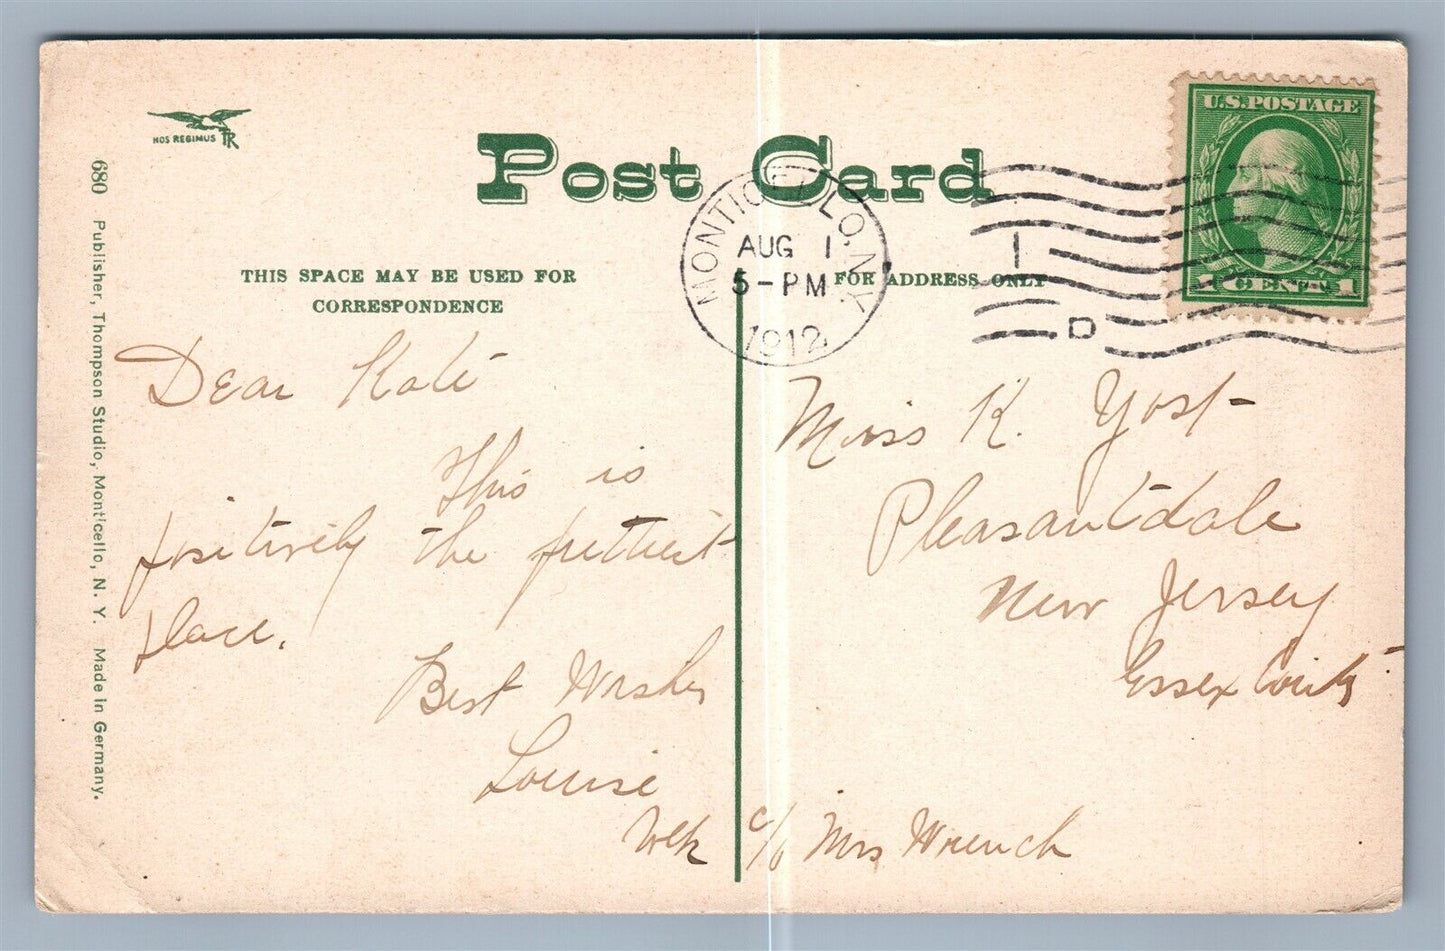 NOS REGIMUS TR
Post Card
U.S. POSTAGE
1 CENT 1
MONTICELLO, N.Y.
AUG 1
5-PM
1912
1
D
THIS SPACE MAY BE USED FOR
CORRESPONDENCE
FOR ADDRESS ONLY
680 Publisher, Thompson Studio, Monticello, N. Y. Made in Germany.
Dear Kate
This is
positively the prettiest
place.
Best Wishes
Louise
Miss K. Yost
Pleasantdale
New Jersey
Essex County
c/o Mrs Wrench